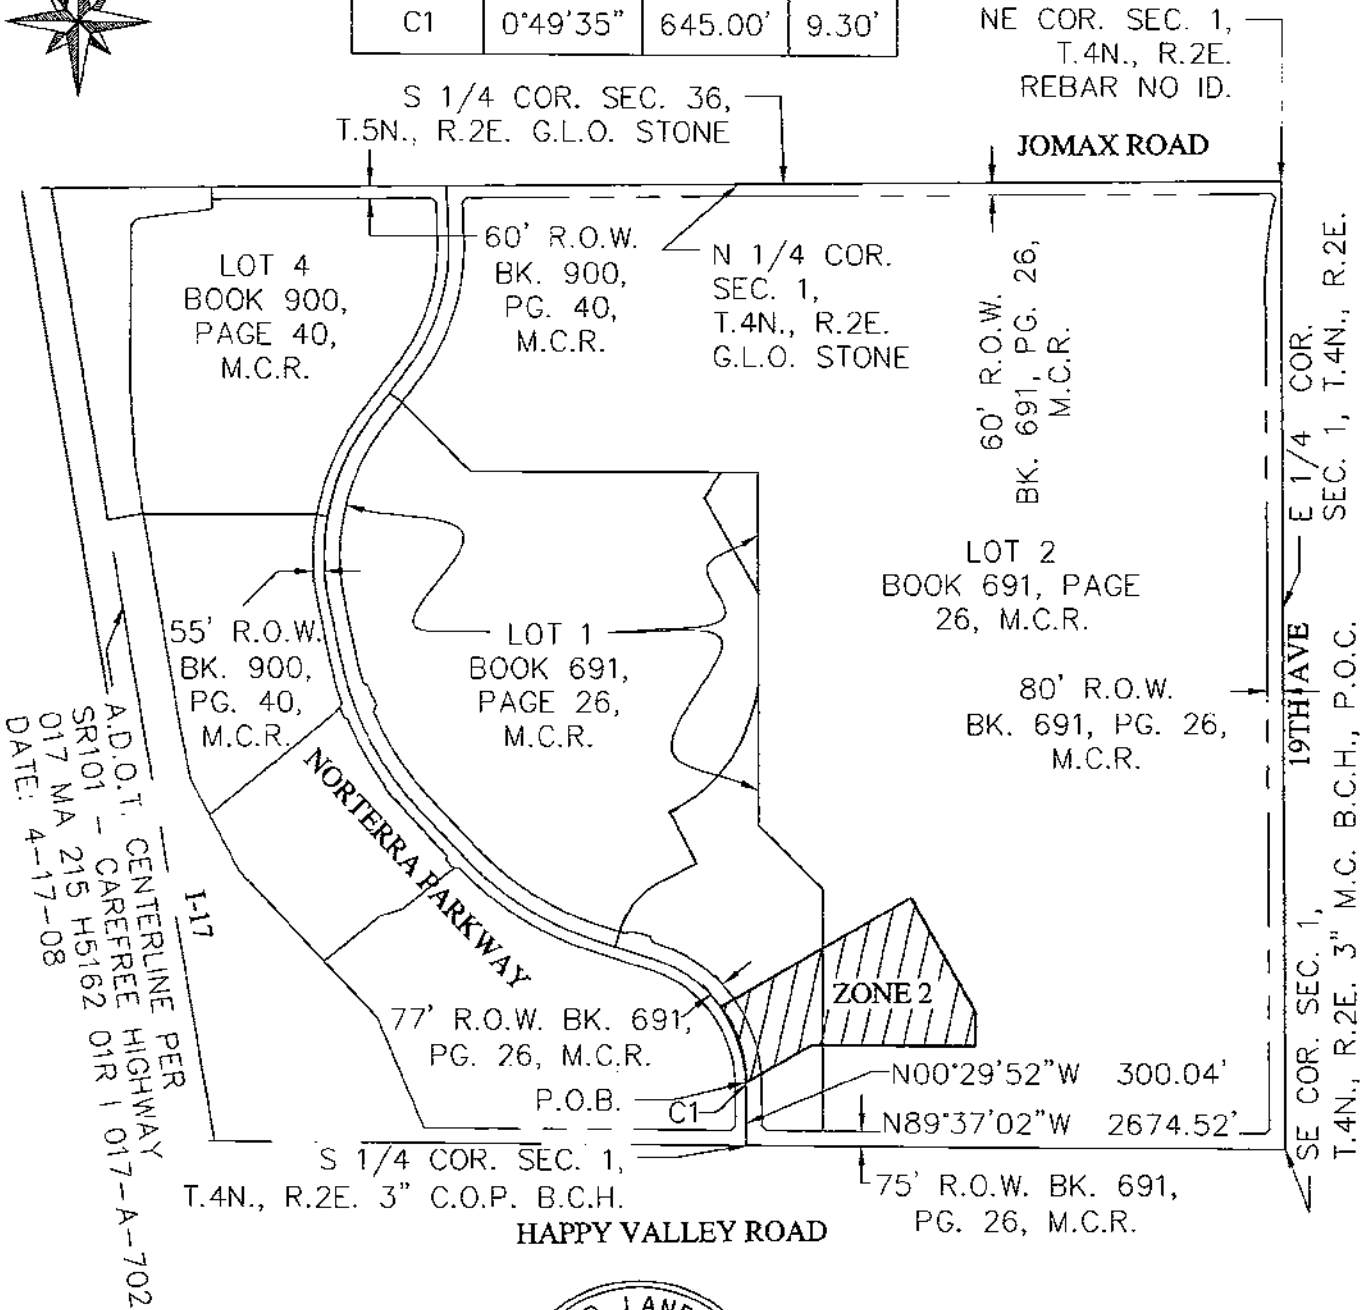 C1 0°49'35" 645.00' 9.30'
NE COR. SEC. 1,
T.4N., R.2E.
REBAR NO ID.
S 1/4 COR. SEC. 36,
T.5N., R.2E. G.L.O. STONE
JOMAX ROAD
LOT 4
BOOK 900,
PAGE 40,
M.C.R.
60' R.O.W.
BK. 900,
PG. 40,
M.C.R.
N 1/4 COR.
SEC. 1,
T.4N., R.2E.
G.L.O. STONE
60' R.O.W.
BK. 691, PG. 26,
M.C.R.
E 1/4 COR.
SEC. 1, T.4N., R.2E.
LOT 2
BOOK 691, PAGE
26, M.C.R.
55' R.O.W.
BK. 900,
PG. 40,
M.C.R.
LOT 1
BOOK 691,
PAGE 26,
M.C.R.
80' R.O.W.
BK. 691, PG. 26,
M.C.R.
19TH AVE
NORTERRA PARKWAY
I-17
A.D.O.T. CENTERLINE PER
SR101 - CAREFREE HIGHWAY
017 MA 215 H5162 01R | 017-A-702
DATE: 4-17-08
ZONE 2
77' R.O.W. BK. 691,
PG. 26, M.C.R.
P.O.B.
C1
N00°29'52"W 300.04'
N89°37'02"W 2674.52'
SE COR. SEC. 1,
T.4N., R.2E. 3" M.C. B.C.H., P.O.C.
S 1/4 COR. SEC. 1,
T.4N., R.2E. 3" C.O.P. B.C.H.
75' R.O.W. BK. 691,
PG. 26, M.C.R.
HAPPY VALLEY ROAD
LAND